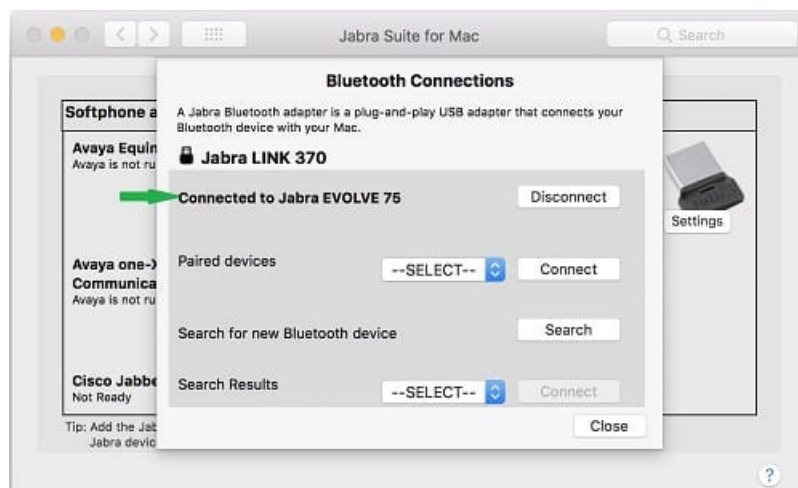 Jabra Suite for Mac
Search
Bluetooth Connections
A Jabra Bluetooth adapter is a plug-and-play USB adapter that connects your
Bluetooth device with your Mac.
Jabra LINK 370
Connected to Jabra EVOLVE 75
Disconnect
Paired devices
--SELECT--
Connect
Search for new Bluetooth device
Search
Search Results
--SELECT--
Connect
Close
Softphone a
Avaya Equin
Avaya is not ru
Avaya one-X
Communica
Avaya is not ru
Cisco Jabbe
Not Ready
Tip: Add the Jab
Jabra devic
Settings
?